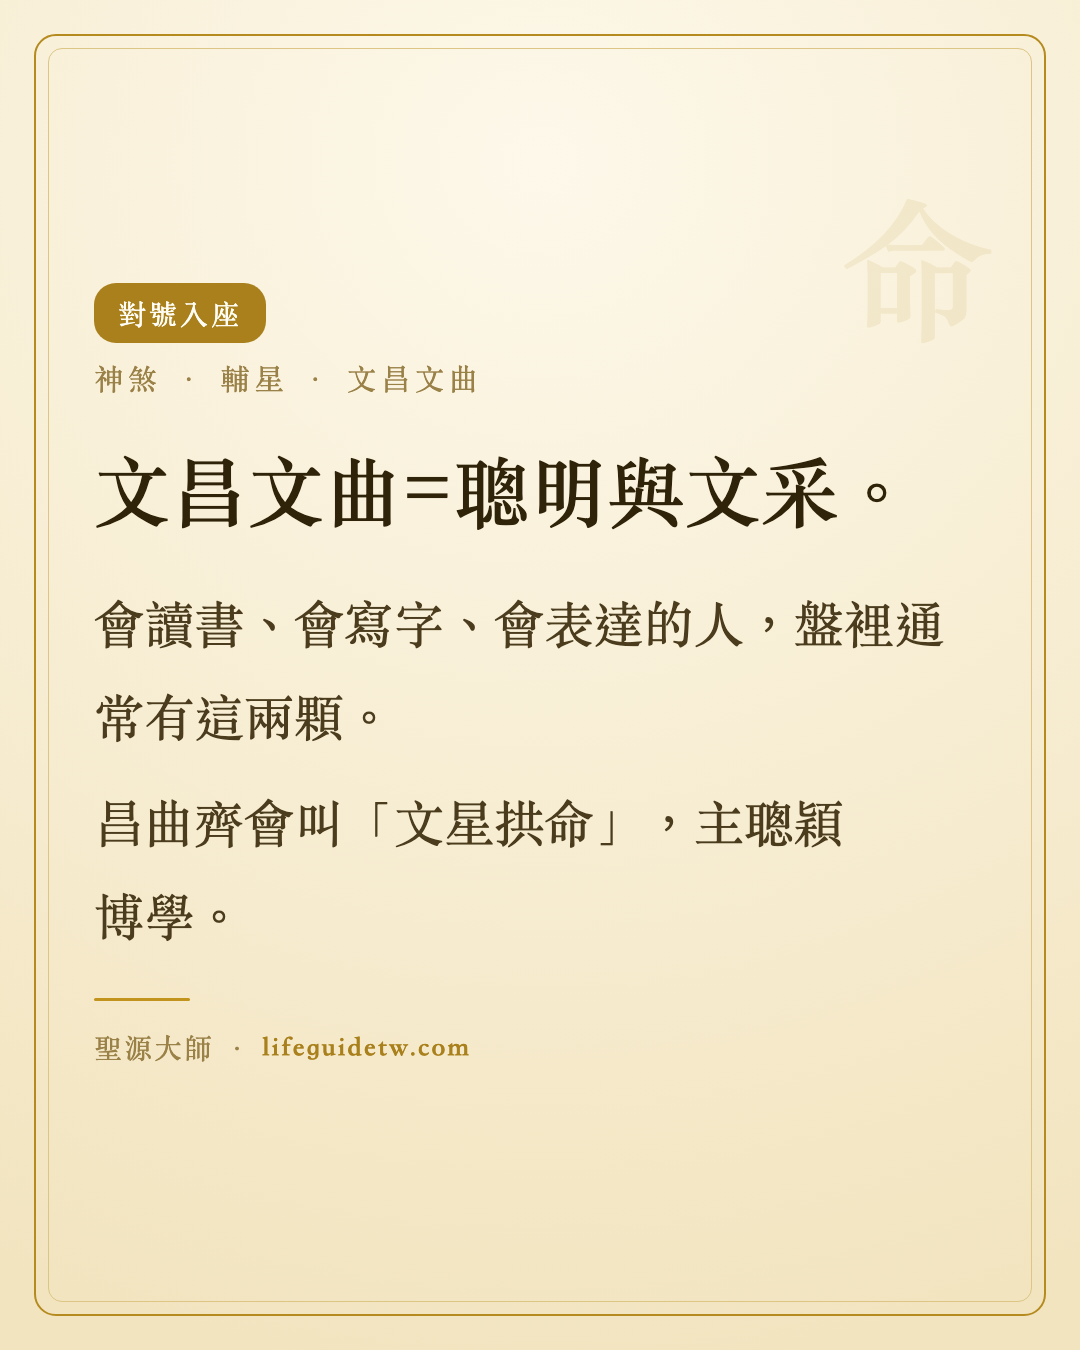 命
對號入座
神煞 · 輔星 · 文昌文曲
文昌文曲=聰明與文采。
會讀書、會寫字、會表達的人，盤裡通
常有這兩顆。
昌曲齊會叫「文星拱命」，主聰穎
博學。
聖源大師 · lifeguidetw.com